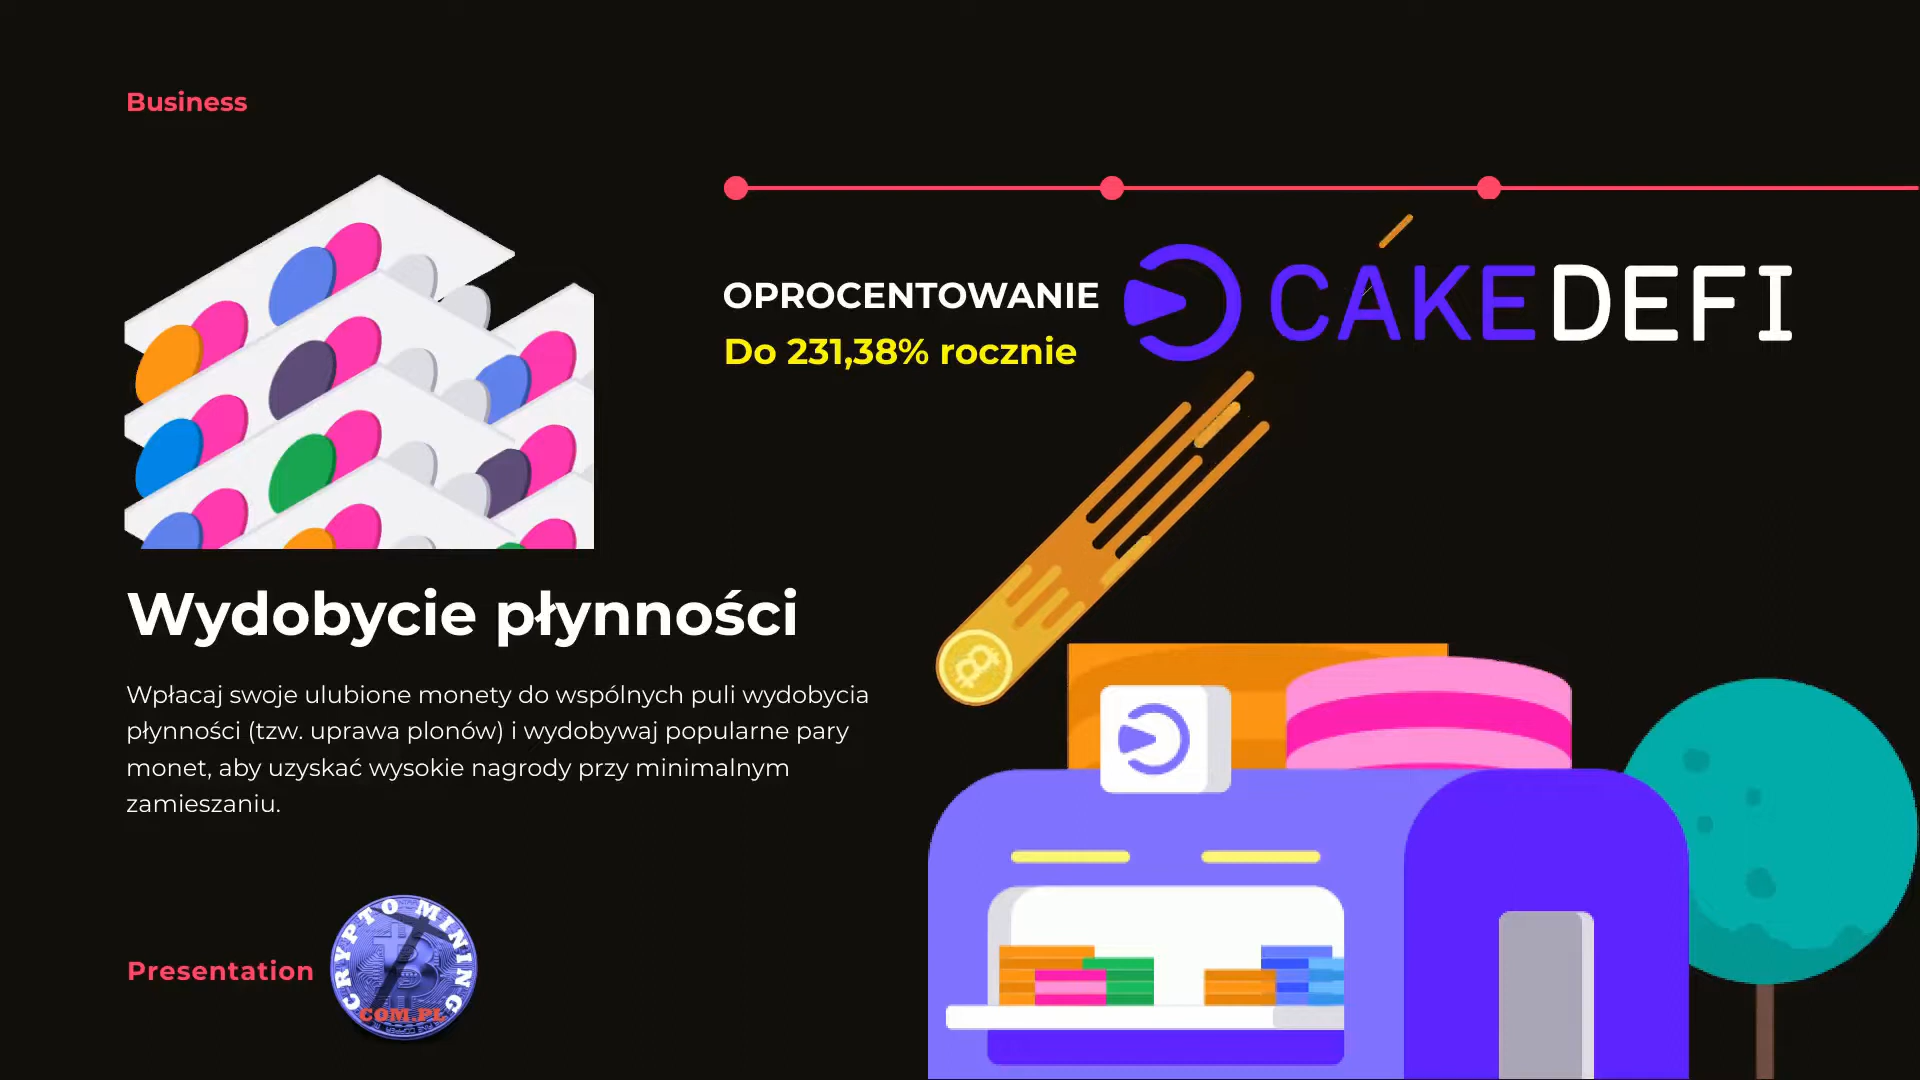 Business
OPROCENTOWANIE
Do 231,38% rocznie
CAKEDEFI
Wydobycie płynności
Wpłacaj swoje ulubione monety do wspólnych puli wydobycia
płynności (tzw. uprawa plonów) i wydobywaj popularne pary
monet, aby uzyskać wysokie nagrody przy minimalnym
zamieszaniu.
Presentation
CRYPTO MINING
COM.PL